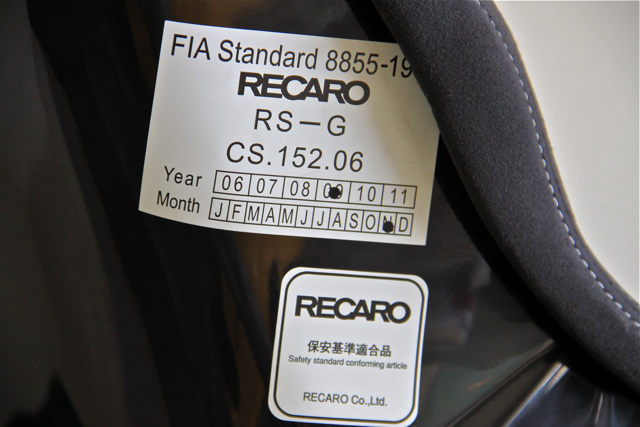 FIA Standard 8855-19
RECARO
RS-G
CS.152.06
Year 06 07 08 09 10 11
Month J F M A M J J A S O N D
RECARO
保安基準適合品
Safety standard conforming article
RECARO Co.,Ltd.